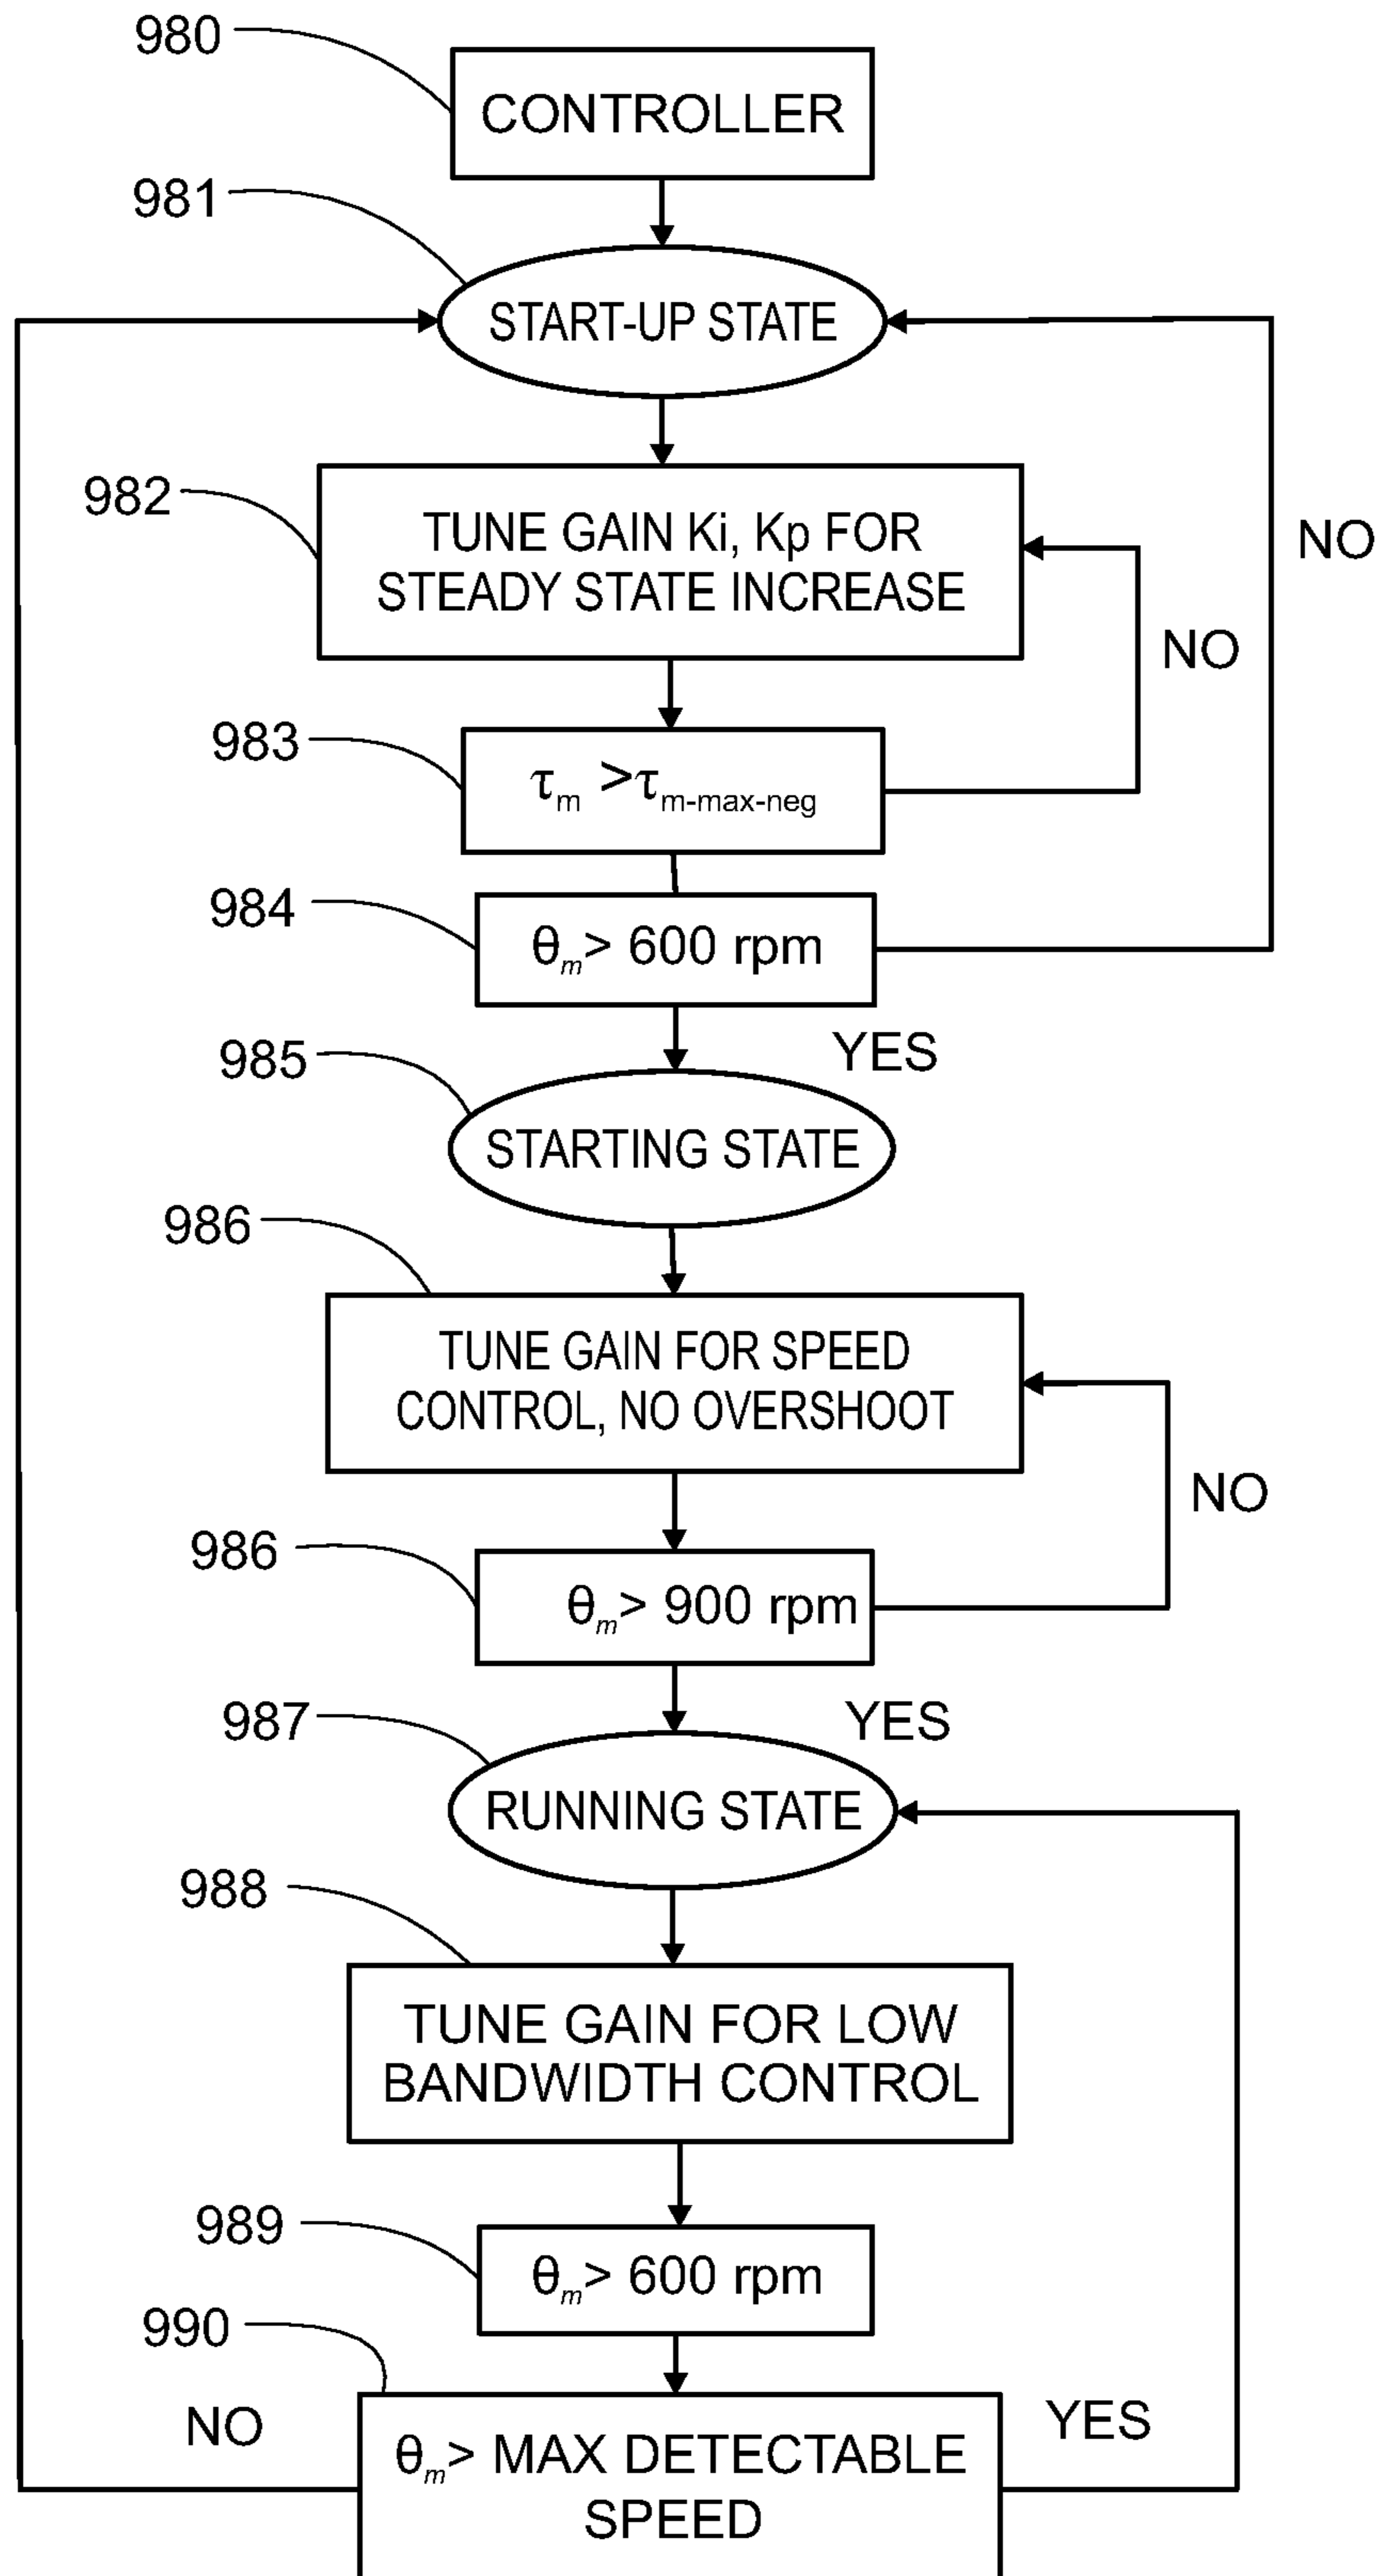 980
CONTROLLER
981
START-UP STATE
982
TUNE GAIN Ki, Kp FOR
STEADY STATE INCREASE
NO
NO
983
τm >τm-max-neg
984
θm> 600 rpm
985
YES
STARTING STATE
986
TUNE GAIN FOR SPEED
CONTROL, NO OVERSHOOT
NO
986
θm> 900 rpm
987
YES
RUNNING STATE
988
TUNE GAIN FOR LOW
BANDWIDTH CONTROL
989
θm> 600 rpm
990
NO
YES
θm> MAX DETECTABLE
SPEED